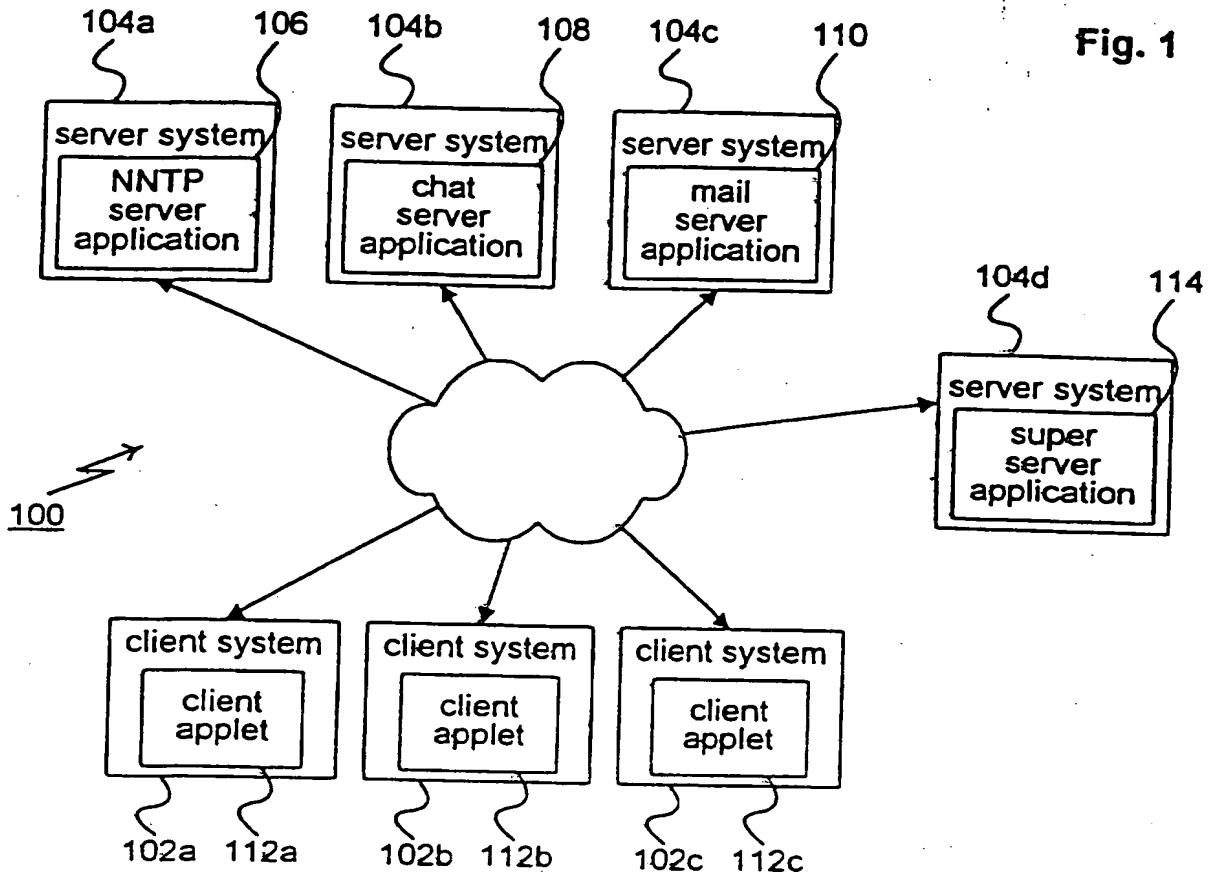 104a
106
104b
108
104c
110
Fig. 1
server system
NNTP
server
application
server system
chat
server
application
server system
mail
server
application
104d
114
server system
super
server
application
100
client system
client
applet
client system
client
applet
client system
client
applet
102a
112a
102b
112b
102c
112c